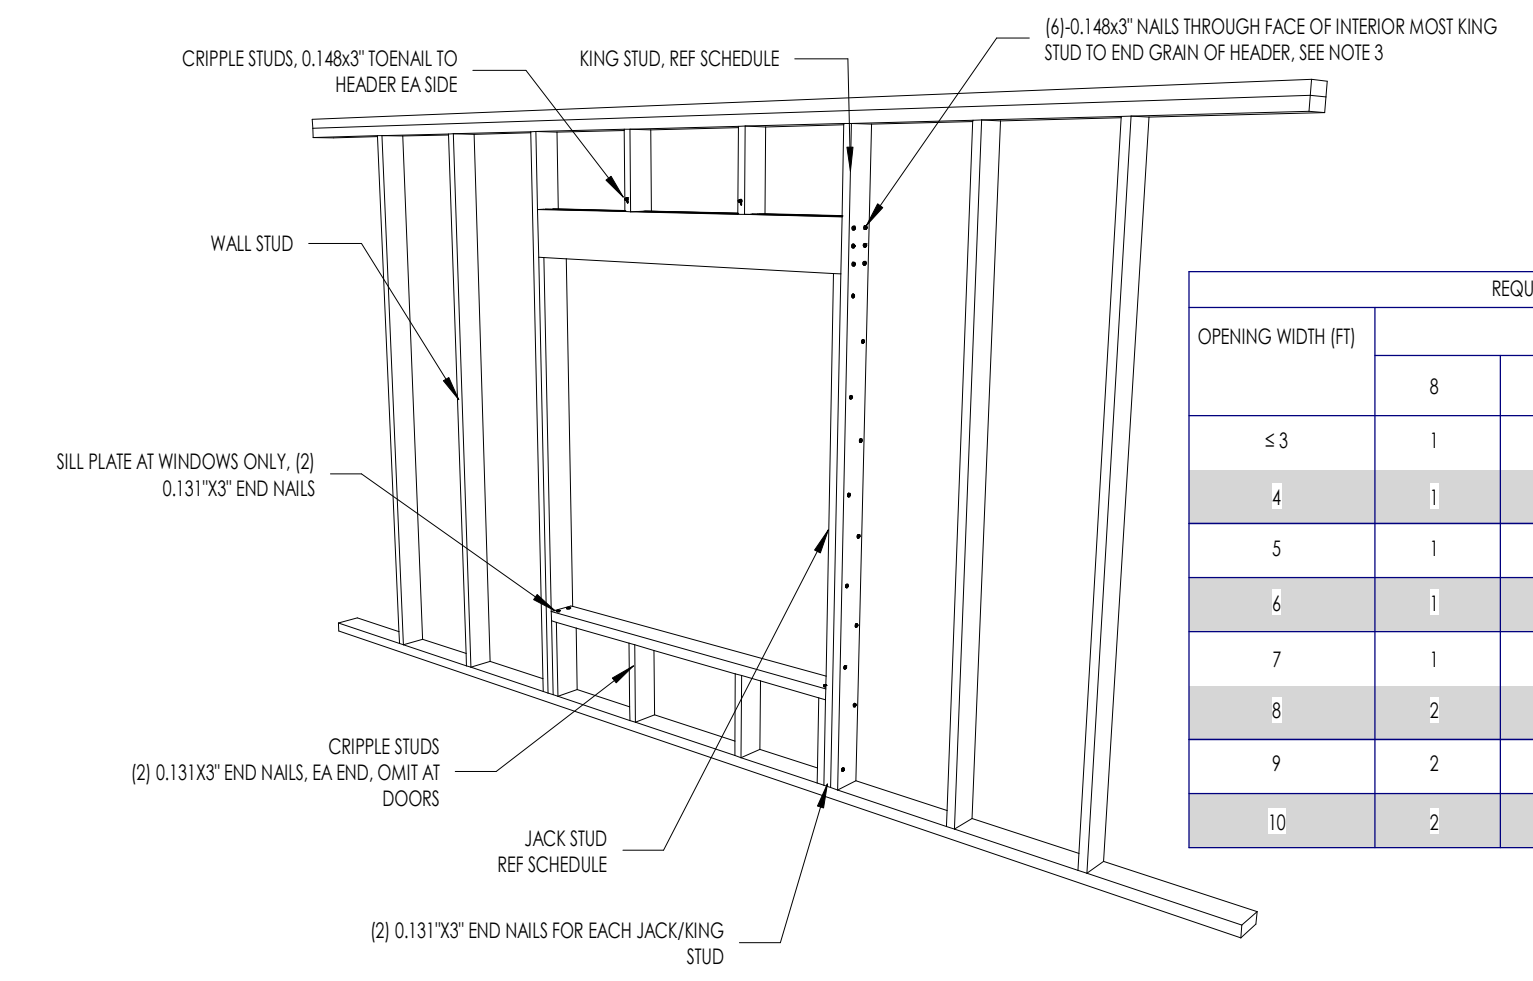 (6)-0.148x3" NAILS THROUGH FACE OF INTERIOR MOST KING
STUD TO END GRAIN OF HEADER, SEE NOTE 3
CRIPPLE STUDS, 0.148x3" TOENAIL TO
HEADER EA SIDE
KING STUD, REF SCHEDULE
WALL STUD
SILL PLATE AT WINDOWS ONLY, (2)
0.131"X3" END NAILS
CRIPPLE STUDS
(2) 0.131X3" END NAILS, EA END, OMIT AT
DOORS
JACK STUD
REF SCHEDULE
(2) 0.131"X3" END NAILS FOR EACH JACK/KING
STUD
REQU
OPENING WIDTH (FT)
8
≤ 3 1
4 1
5 1
6 1
7 1
8 2
9 2
10 2